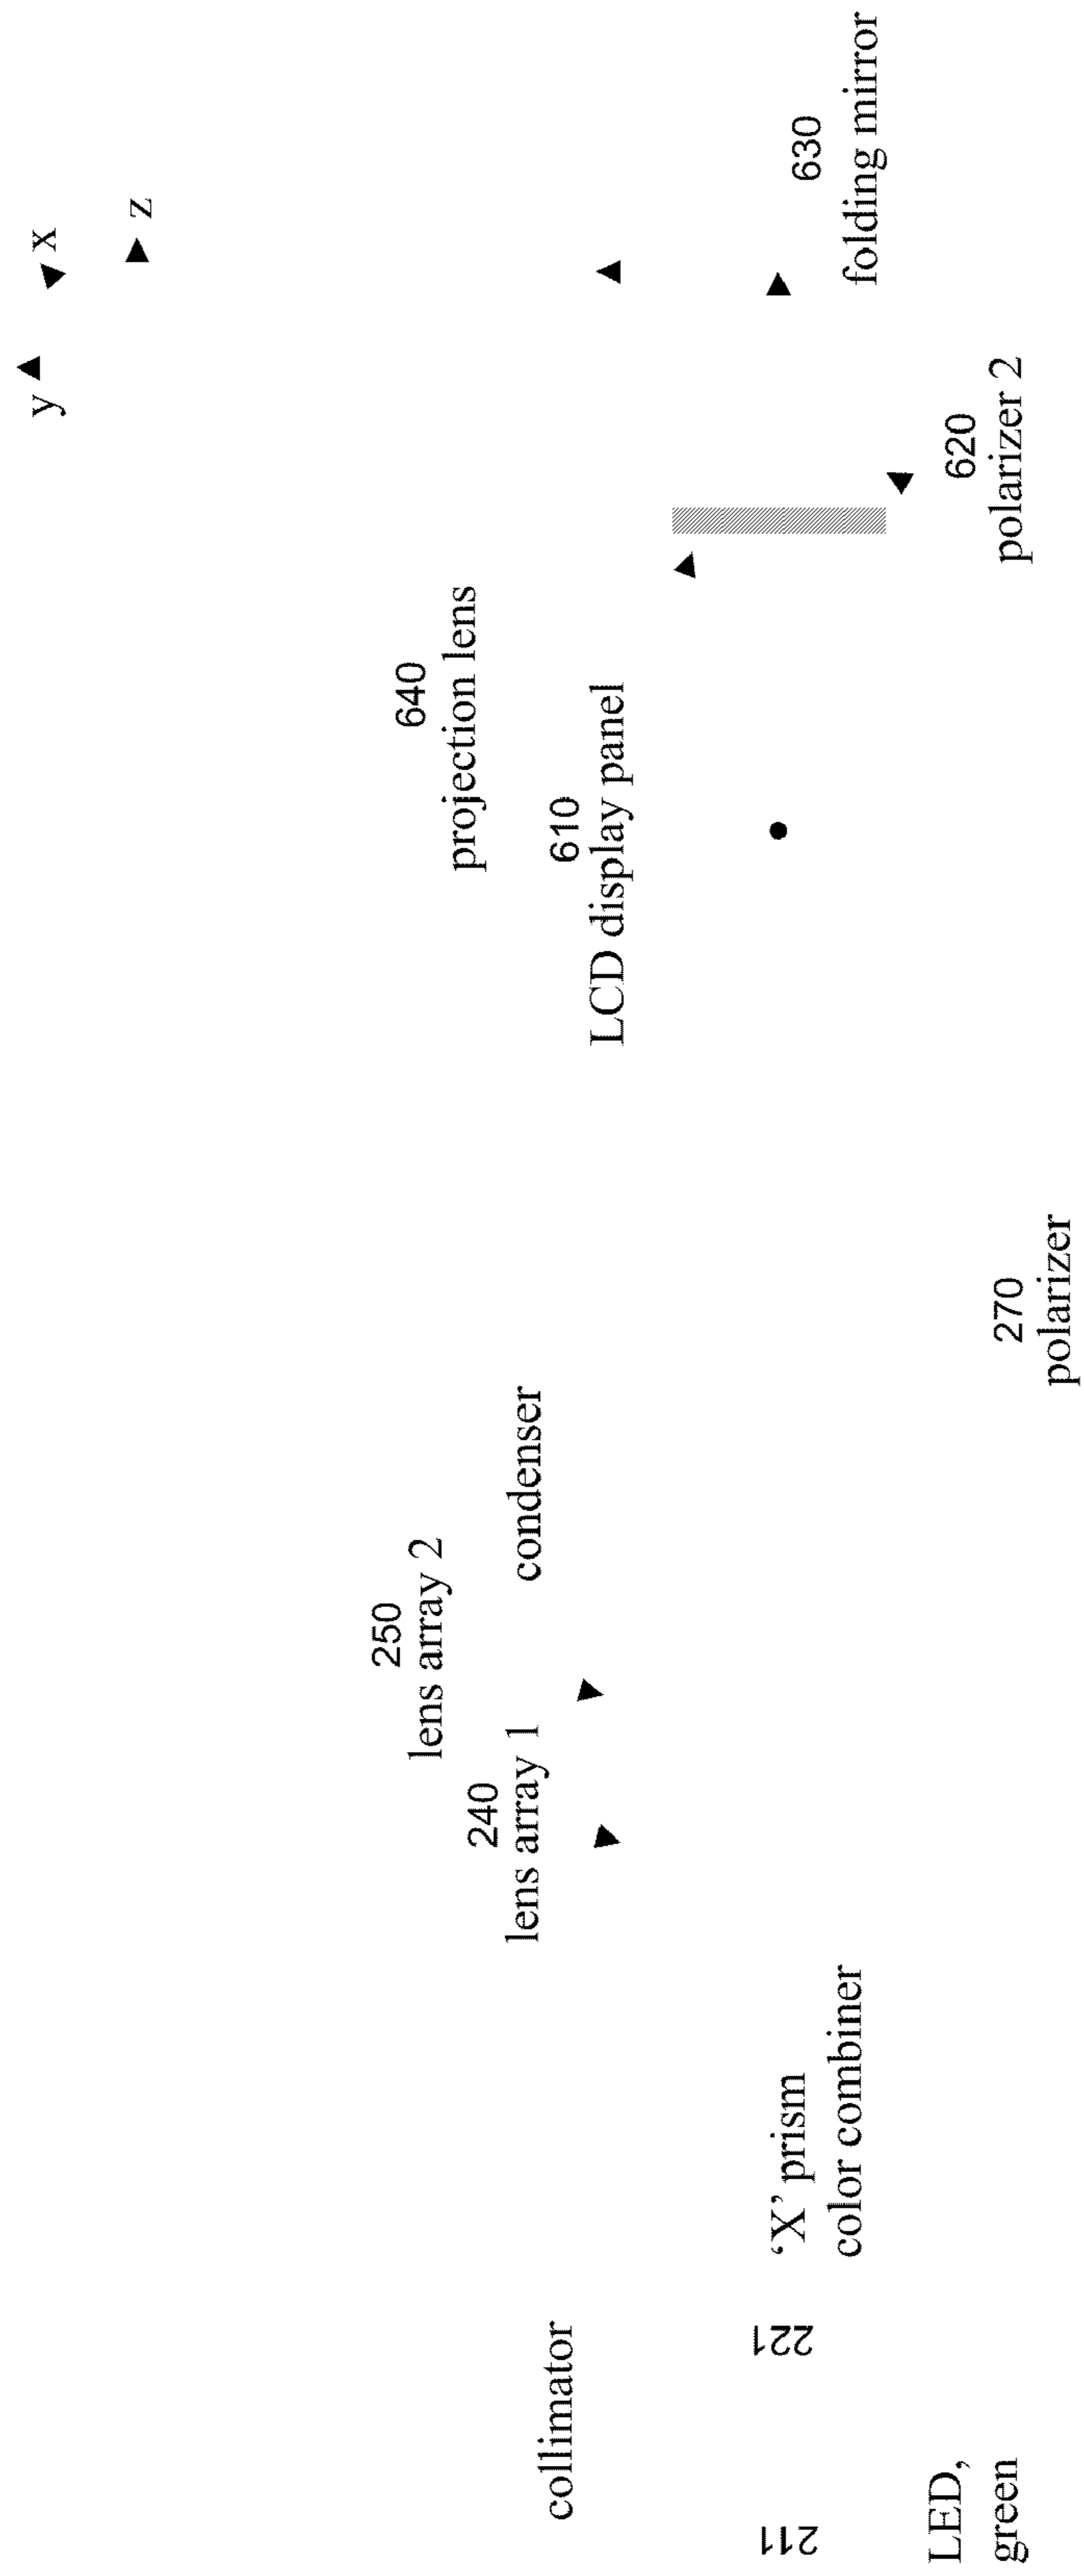 y
x
z
collimator
211
221
LED,
green
'X' prism
color combiner
240
lens array 1
250
lens array 2
condenser
270
polarizer
610
LCD display panel
640
projection lens
620
polarizer 2
630
folding mirror